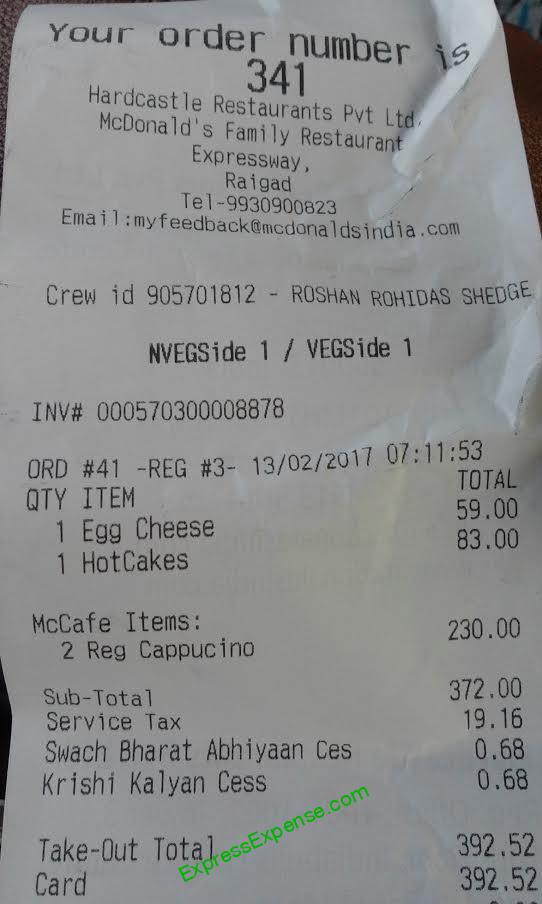 Your order number is
341
Hardcastle Restaurants Pvt Ltd.
McDonald's Family Restaurant
Expressway,
Raigad
Tel-9930900823
Email:myfeedback@mcdonaldsindia.com
Crew id 905701812 - ROSHAN ROHIDAS SHEDGE
NVEGSide 1 / VEGSide 1
INV# 000570300008878
ORD #41 -REG #3- 13/02/2017 07:11:53
QTY ITEM TOTAL
1 Egg Cheese 59.00
1 HotCakes 83.00
McCafe Items:
2 Reg Cappucino 230.00
Sub-Total 372.00
Service Tax 19.16
Swach Bharat Abhiyaan Ces 0.68
Krishi Kalyan Cess 0.68
Take-Out Total 392.52
Card 392.52
ExpressExpense.com